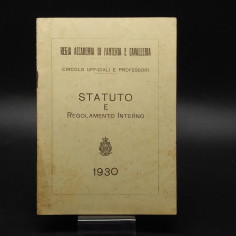 REGIA ACCADEMIA DI FANTERIA E CAVALLERIA
CIRCOLO UFFICIALI E PROFESSORI
STATUTO
E
REGOLAMENTO INTERNO
1930